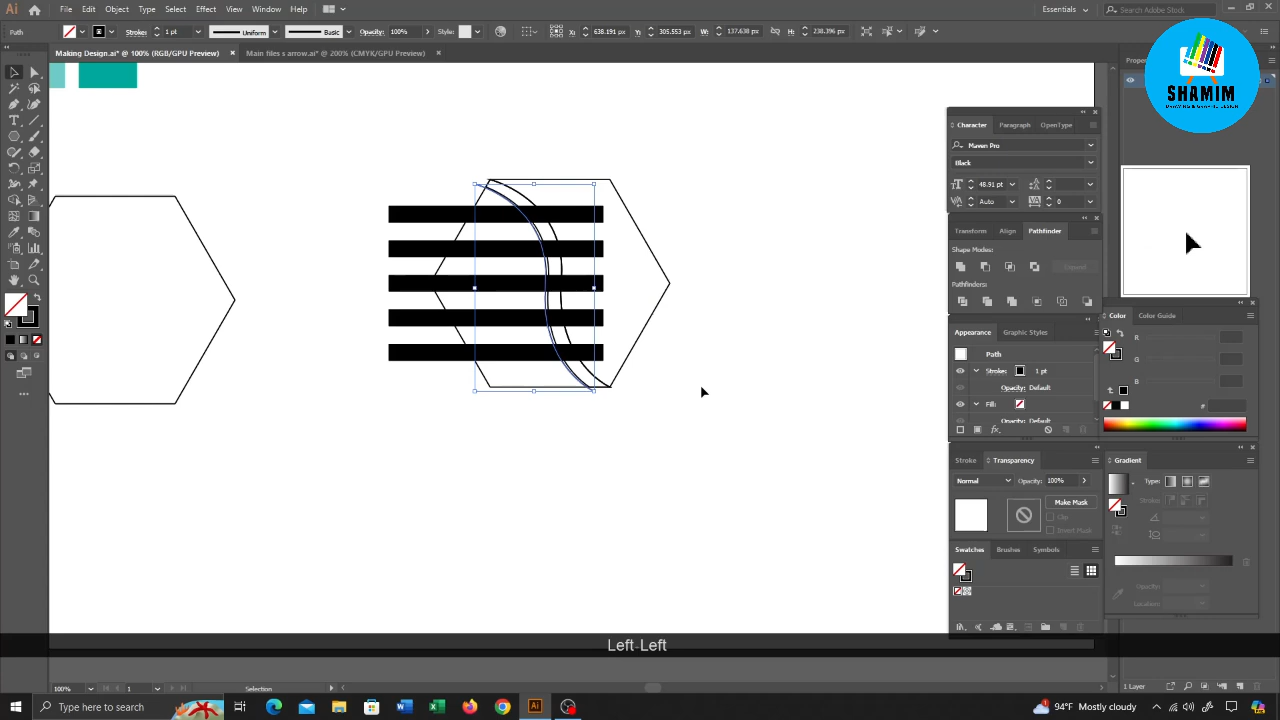 File Edit Object Type Select Effect View Window Help
Essentials
Search Adobe Stock
Path
Stroke:
1 pt
Uniform
Basic
Opacity:
100%
Style:
X:
638.191 px
Y:
305.553 px
W:
137.638 px
H:
238.396 px
Making Design.ai* @ 100% (RGB/GPU Preview)
Main files s arrow.ai* @ 200% (CMYK/GPU Preview)
SHAMIM
DRAWING & GRAPHIC DESIGN
Character Paragraph OpenType
Maven Pro
Black
48.91 pt
Auto
0
Transform Align Pathfinder
Shape Modes:
Expand
Pathfinders:
Appearance Graphic Styles
Path
Stroke:
1 pt
Opacity: Default
Fill:
Opacity: Default
Color Color Guide
R
G
B
#
Stroke Transparency
Normal
Opacity:
100%
Make Mask
Clip
Invert Mask
Gradient
Type:
Stroke:
Opacity:
Location:
Swatches Brushes Symbols
Left-Left
100%
1
Selection
1 Layer
Type here to search
94°F Mostly cloudy